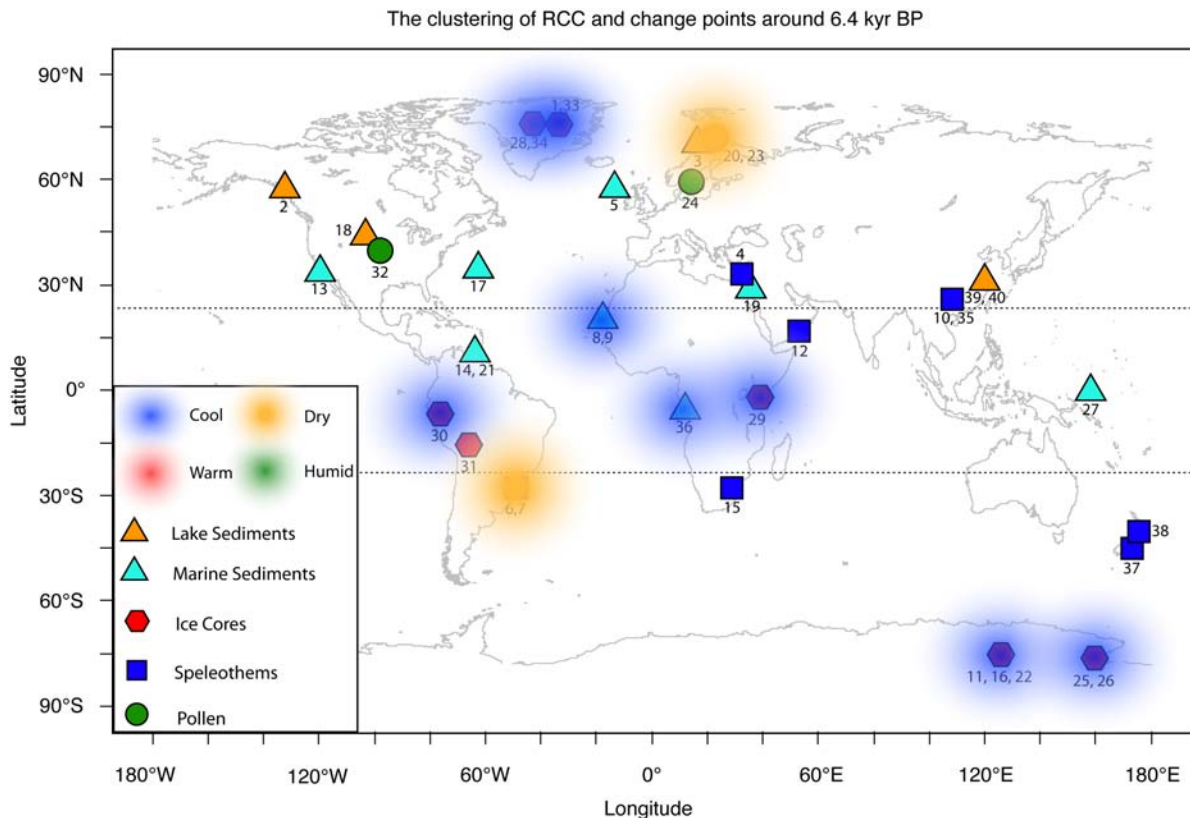 The clustering of RCC and change points around 6.4 kyr BP
90°N
60°N
30°N
0°
30°S
60°S
90°S
Latitude
180°W
120°W
60°W
0°
60°E
120°E
180°E
Longitude
1,33
28,34
3
20, 23
24
2
5
18
32
13
17
4
19
39, 40
10, 35
8,9
12
14, 21
27
30
36
29
31
6,7
15
38
37
11, 16, 22
25, 26
Cool
Dry
Warm
Humid
Lake Sediments
Marine Sediments
Ice Cores
Speleothems
Pollen